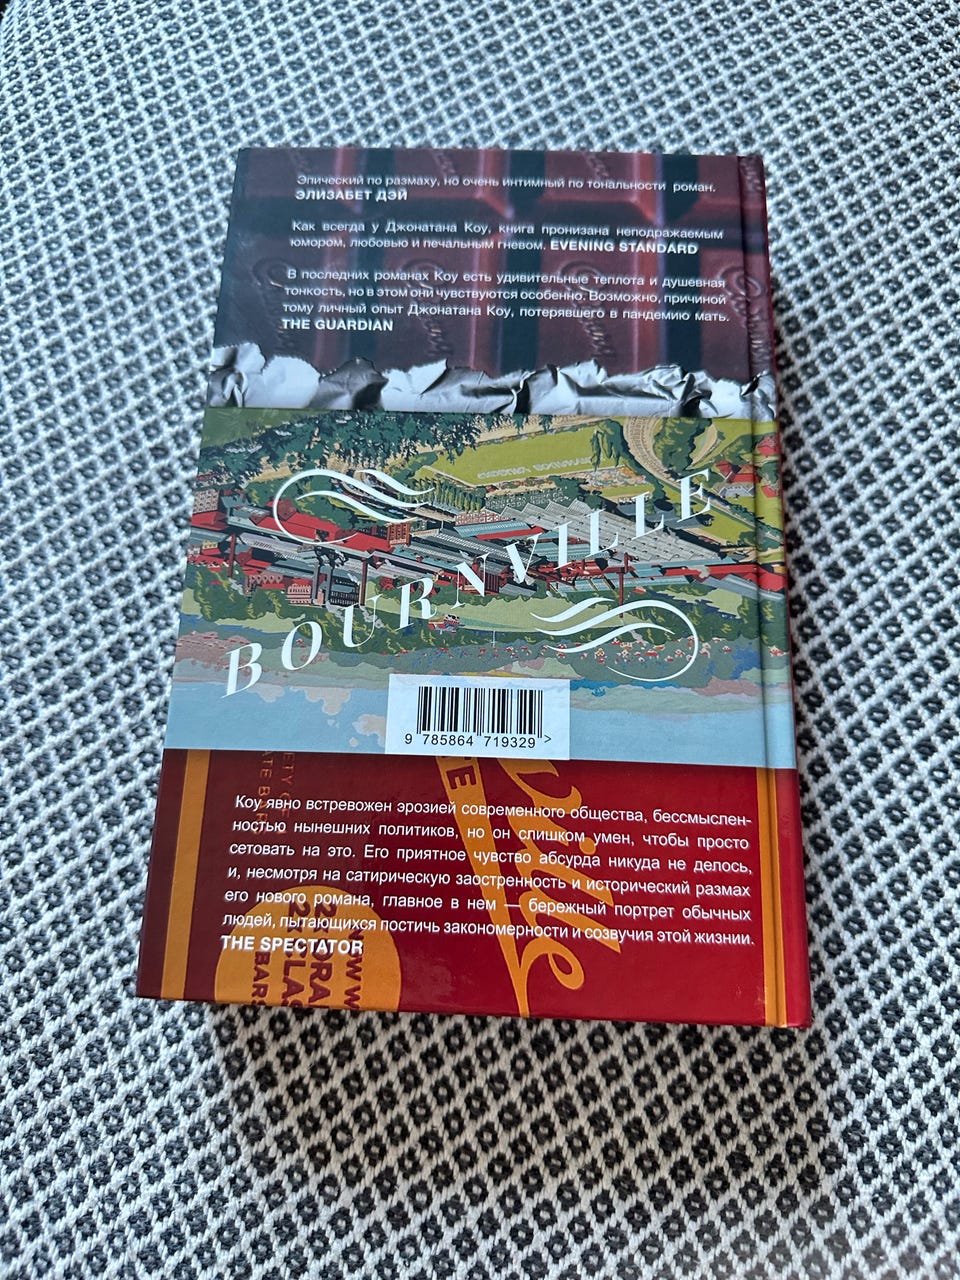 Эпический по размаху, но очень интимный по тональности роман.
ЭЛИЗАБЕТ ДЭЙ
Как всегда у Джонатана Коу, книга пронизана неподражаемым
юмором, любовью и печальным гневом. EVENING STANDARD
В последних романах Коу есть удивительные теплота и душевная
тонкость, но в этом они чувствуются особенно. Возможно, причиной
тому личный опыт Джонатана Коу, потерявшего в пандемию мать.
THE GUARDIAN
BOURNVILLE
9 785864 719329 >
Коу явно встревожен эрозией современного общества, бессмыслен-
ностью нынешних политиков, но он слишком умен, чтобы просто
сетовать на это. Его приятное чувство абсурда никуда не делось,
и, несмотря на сатирическую заостренность и исторический размах
его нового романа, главное в нем — бережный портрет обычных
людей, пытающихся постичь закономерности и созвучия этой жизнии.
THE SPECTATOR